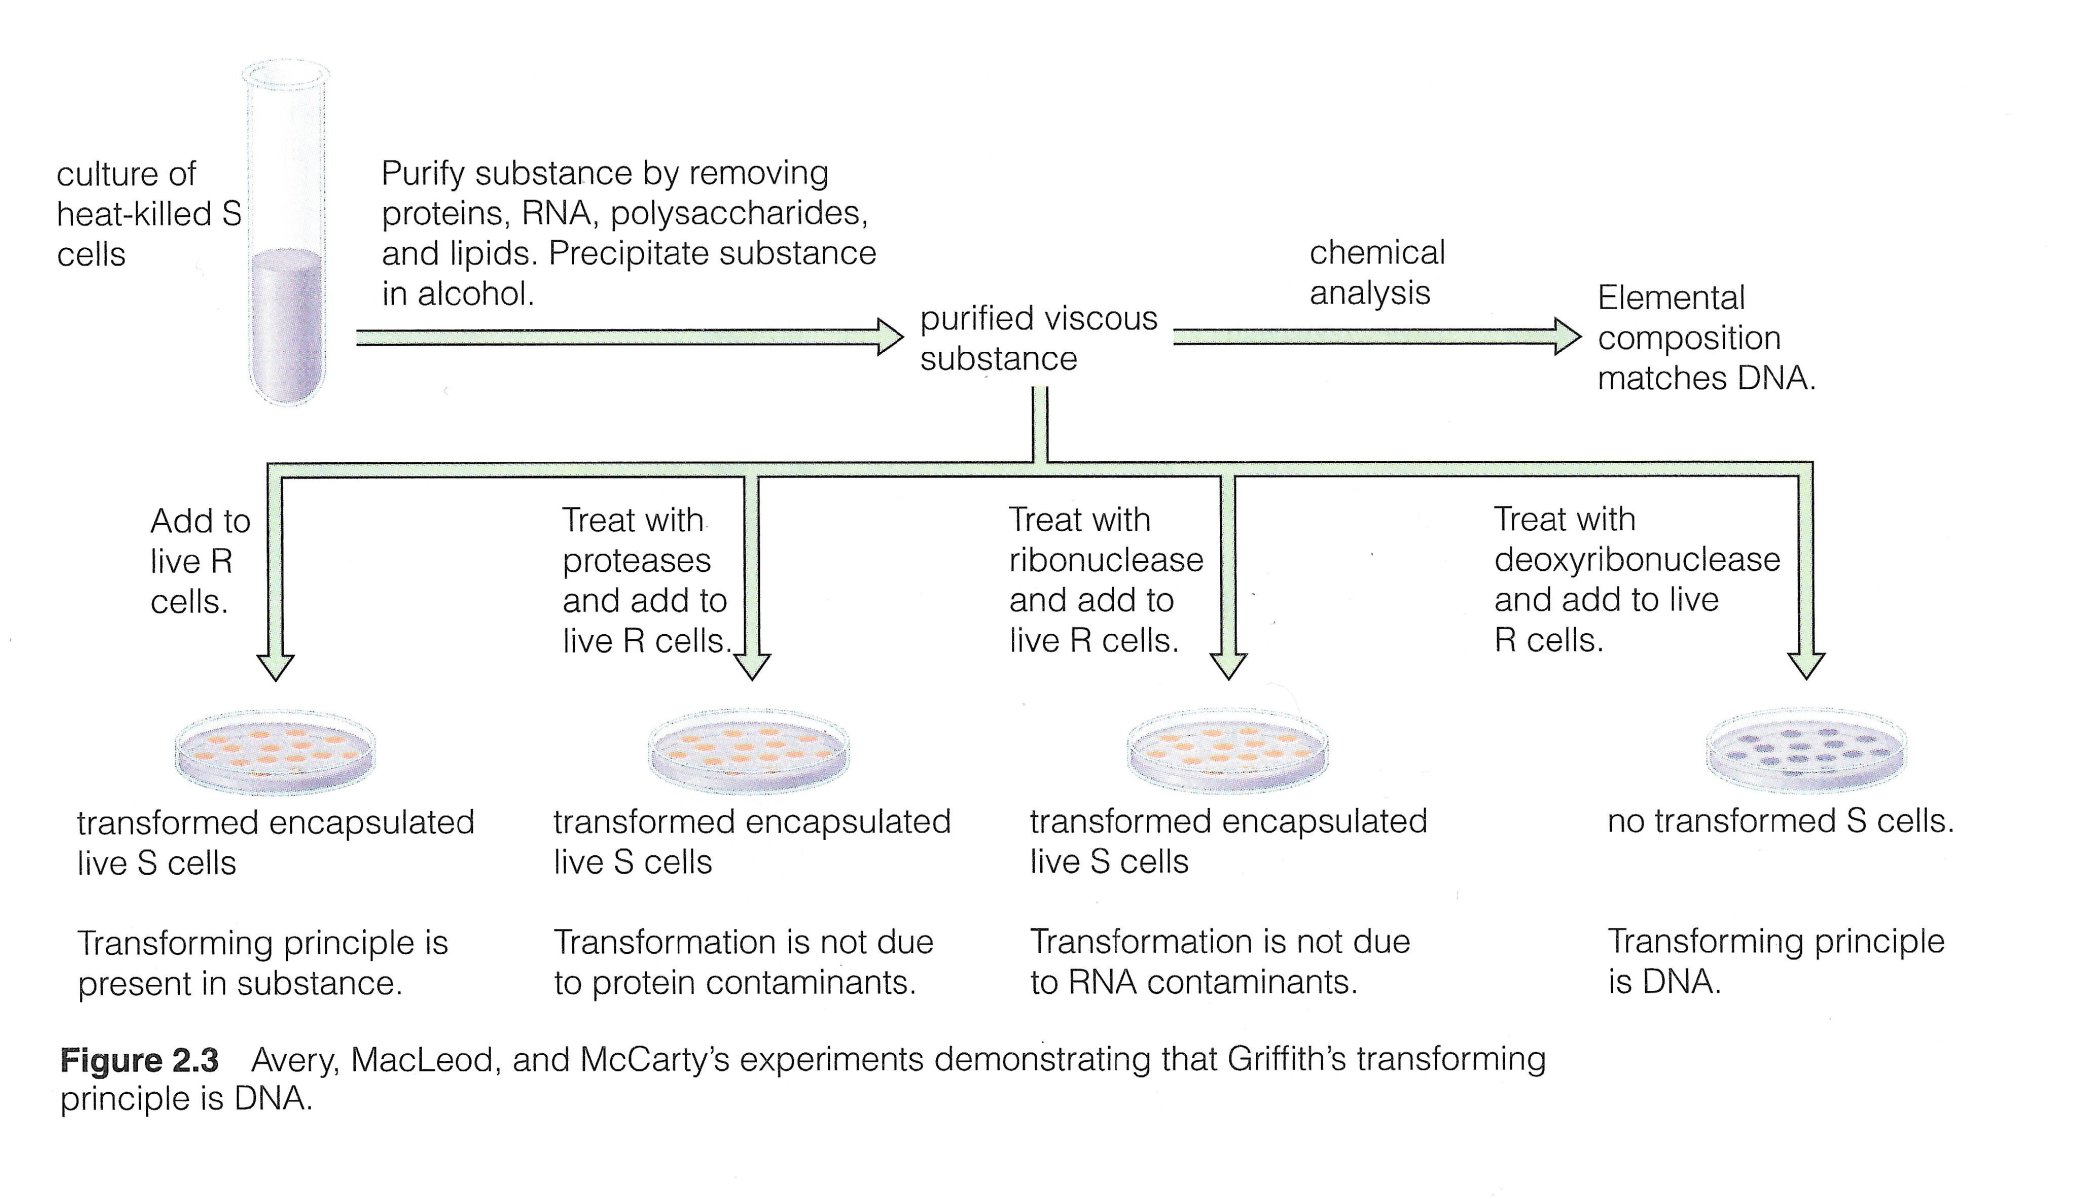 culture of
heat-killed S
cells
Purify substance by removing
proteins, RNA, polysaccharides,
and lipids. Precipitate substance
in alcohol.
purified viscous
substance
chemical
analysis
Elemental
composition
matches DNA.
Add to
live R
cells.
Treat with
proteases
and add to
live R cells.
Treat with
ribonuclease
and add to
live R cells.
Treat with
deoxyribonuclease
and add to live
R cells.
transformed encapsulated
live S cells
transformed encapsulated
live S cells
transformed encapsulated
live S cells
no transformed S cells.
Transforming principle is
present in substance.
Transformation is not due
to protein contaminants.
Transformation is not due
to RNA contaminants.
Transforming principle
is DNA.
Figure 2.3 Avery, MacLeod, and McCarty's experiments demonstrating that Griffith's transforming
principle is DNA.